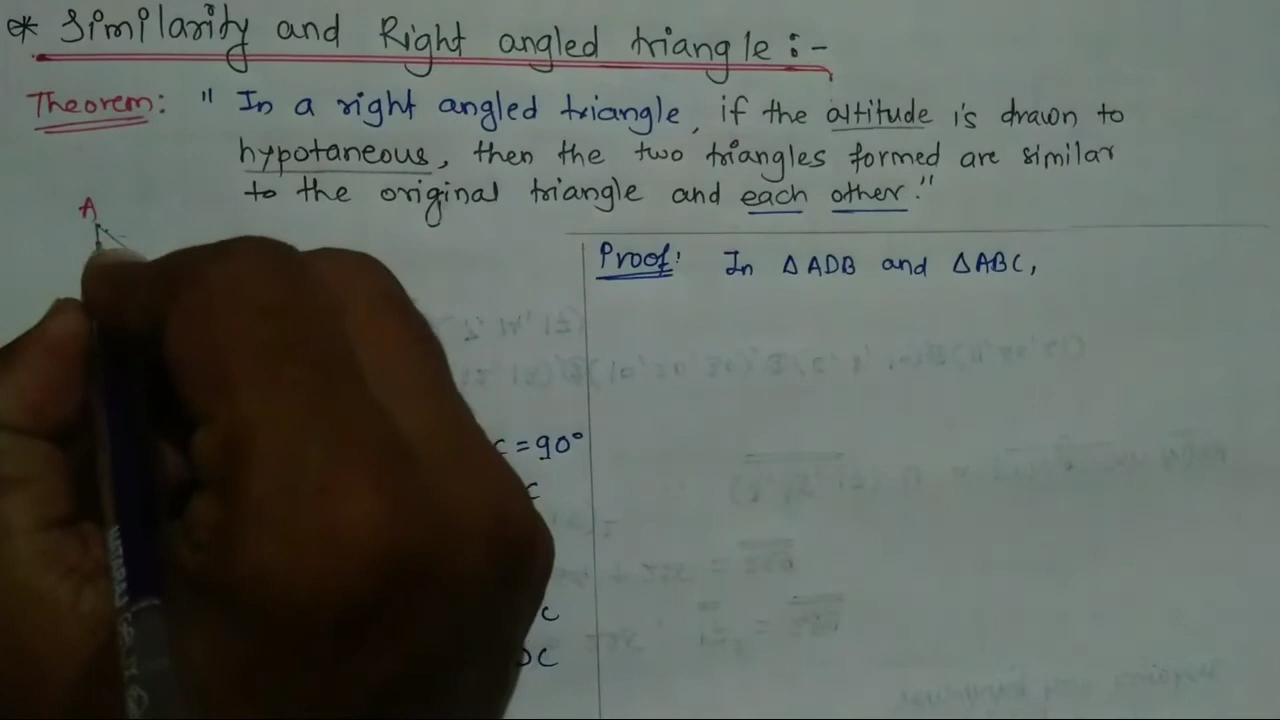 * Similarity and Right angled triangle :-
Theorem: " In a right angled triangle, if the altitude is drawn to
hypotaneous, then the two triangles formed are similar
to the original triangle and each other."
A
Proof: In △ADB and △ABC,
C = 90°
C
C
DC